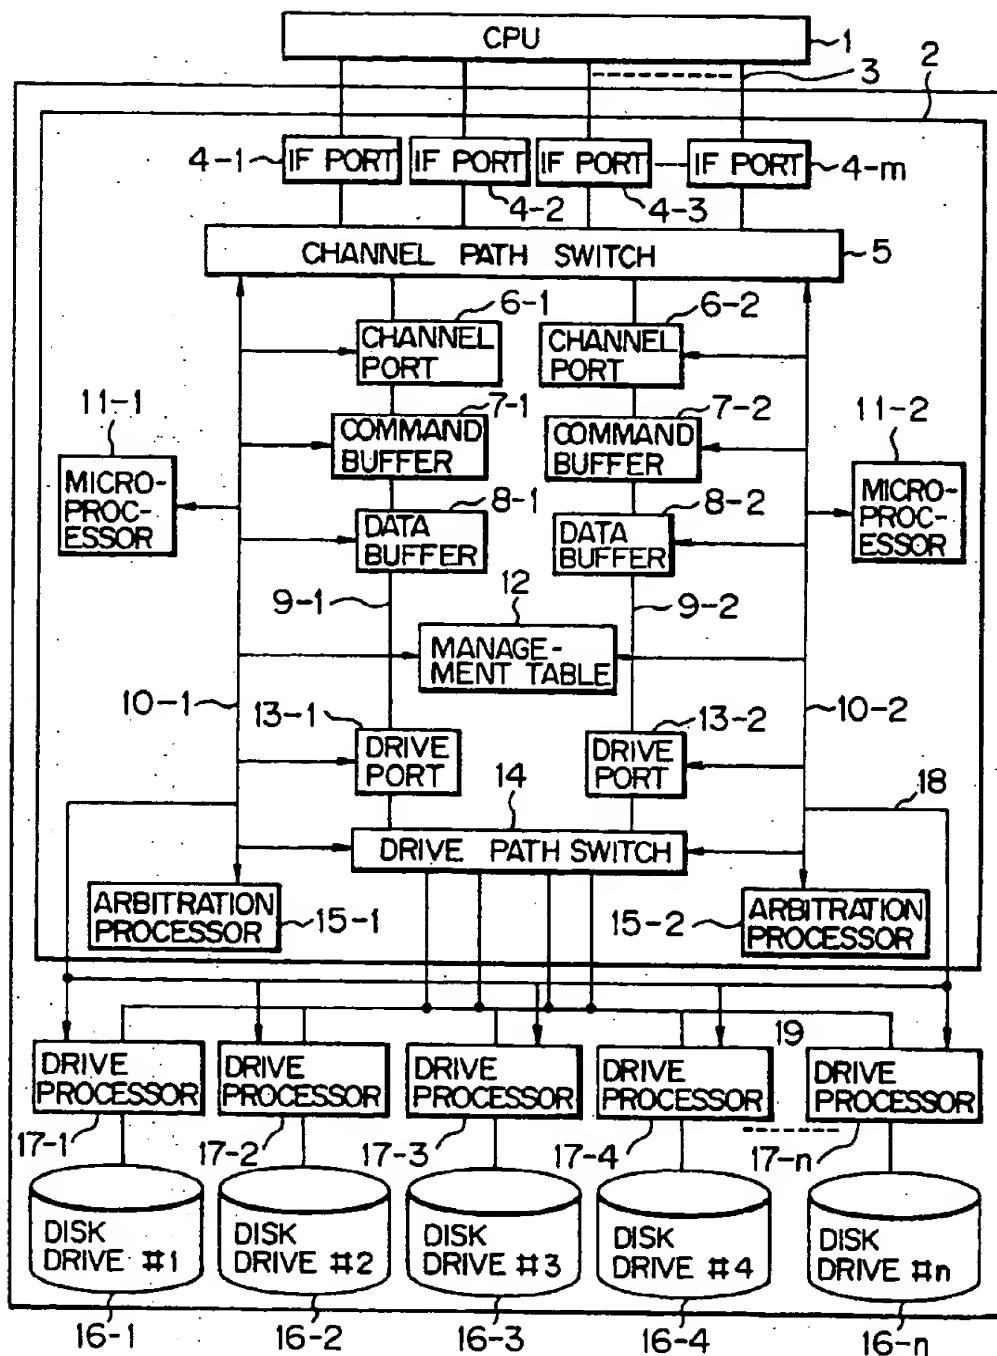 CPU
1
2
3
4-1
IF PORT
IF PORT
IF PORT
IF PORT
4-m
4-2
4-3
CHANNEL PATH SWITCH
5
6-1
6-2
CHANNEL
PORT
CHANNEL
PORT
11-1
7-1
7-2
11-2
COMMAND
BUFFER
COMMAND
BUFFER
MICRO-
PROC-
ESSOR
MICRO-
PROC-
ESSOR
8-1
8-2
DATA
BUFFER
DATA
BUFFER
9-1
12
9-2
MANAGE-
MENT TABLE
10-1
10-2
13-1
13-2
DRIVE
PORT
DRIVE
PORT
14
18
DRIVE PATH SWITCH
ARBITRATION
PROCESSOR
15-1
15-2
ARBITRATION
PROCESSOR
19
DRIVE
PROCESSOR
DRIVE
PROCESSOR
DRIVE
PROCESSOR
DRIVE
PROCESSOR
DRIVE
PROCESSOR
17-1
17-2
17-3
17-4
17-n
DISK
DRIVE #1
DISK
DRIVE #2
DISK
DRIVE #3
DISK
DRIVE #4
DISK
DRIVE #n
16-1
16-2
16-3
16-4
16-n